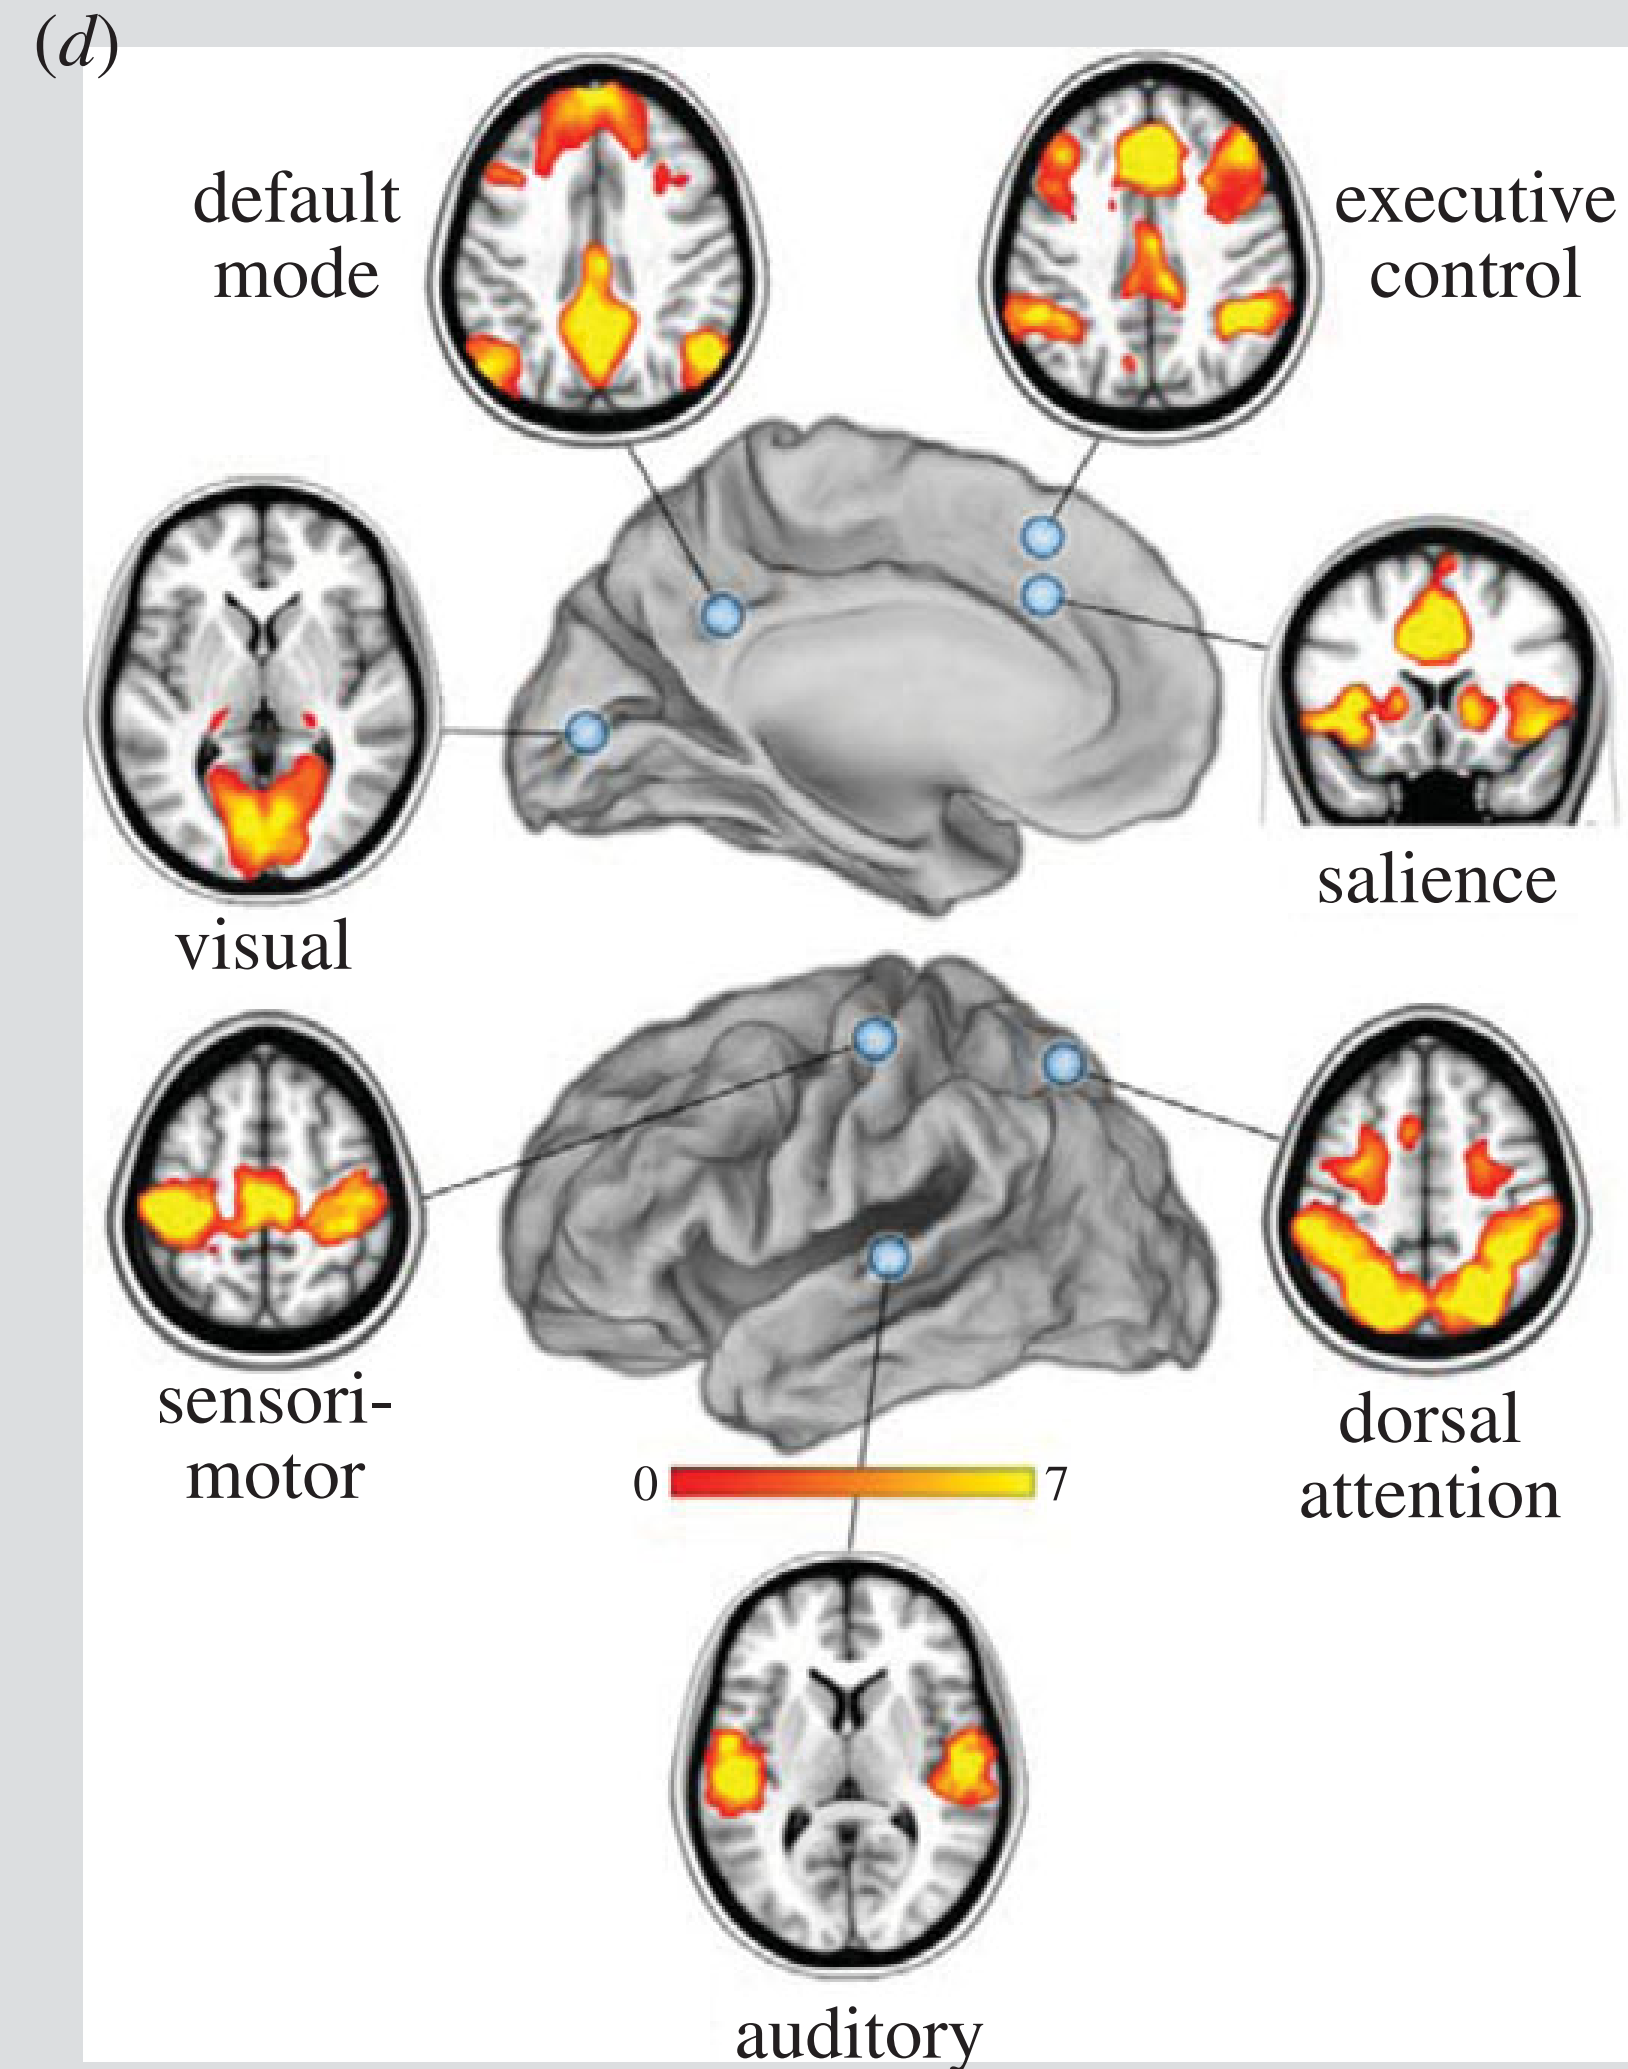 (d)
default
mode
executive
control
salience
visual
sensori-
motor
dorsal
attention
0
7
auditory